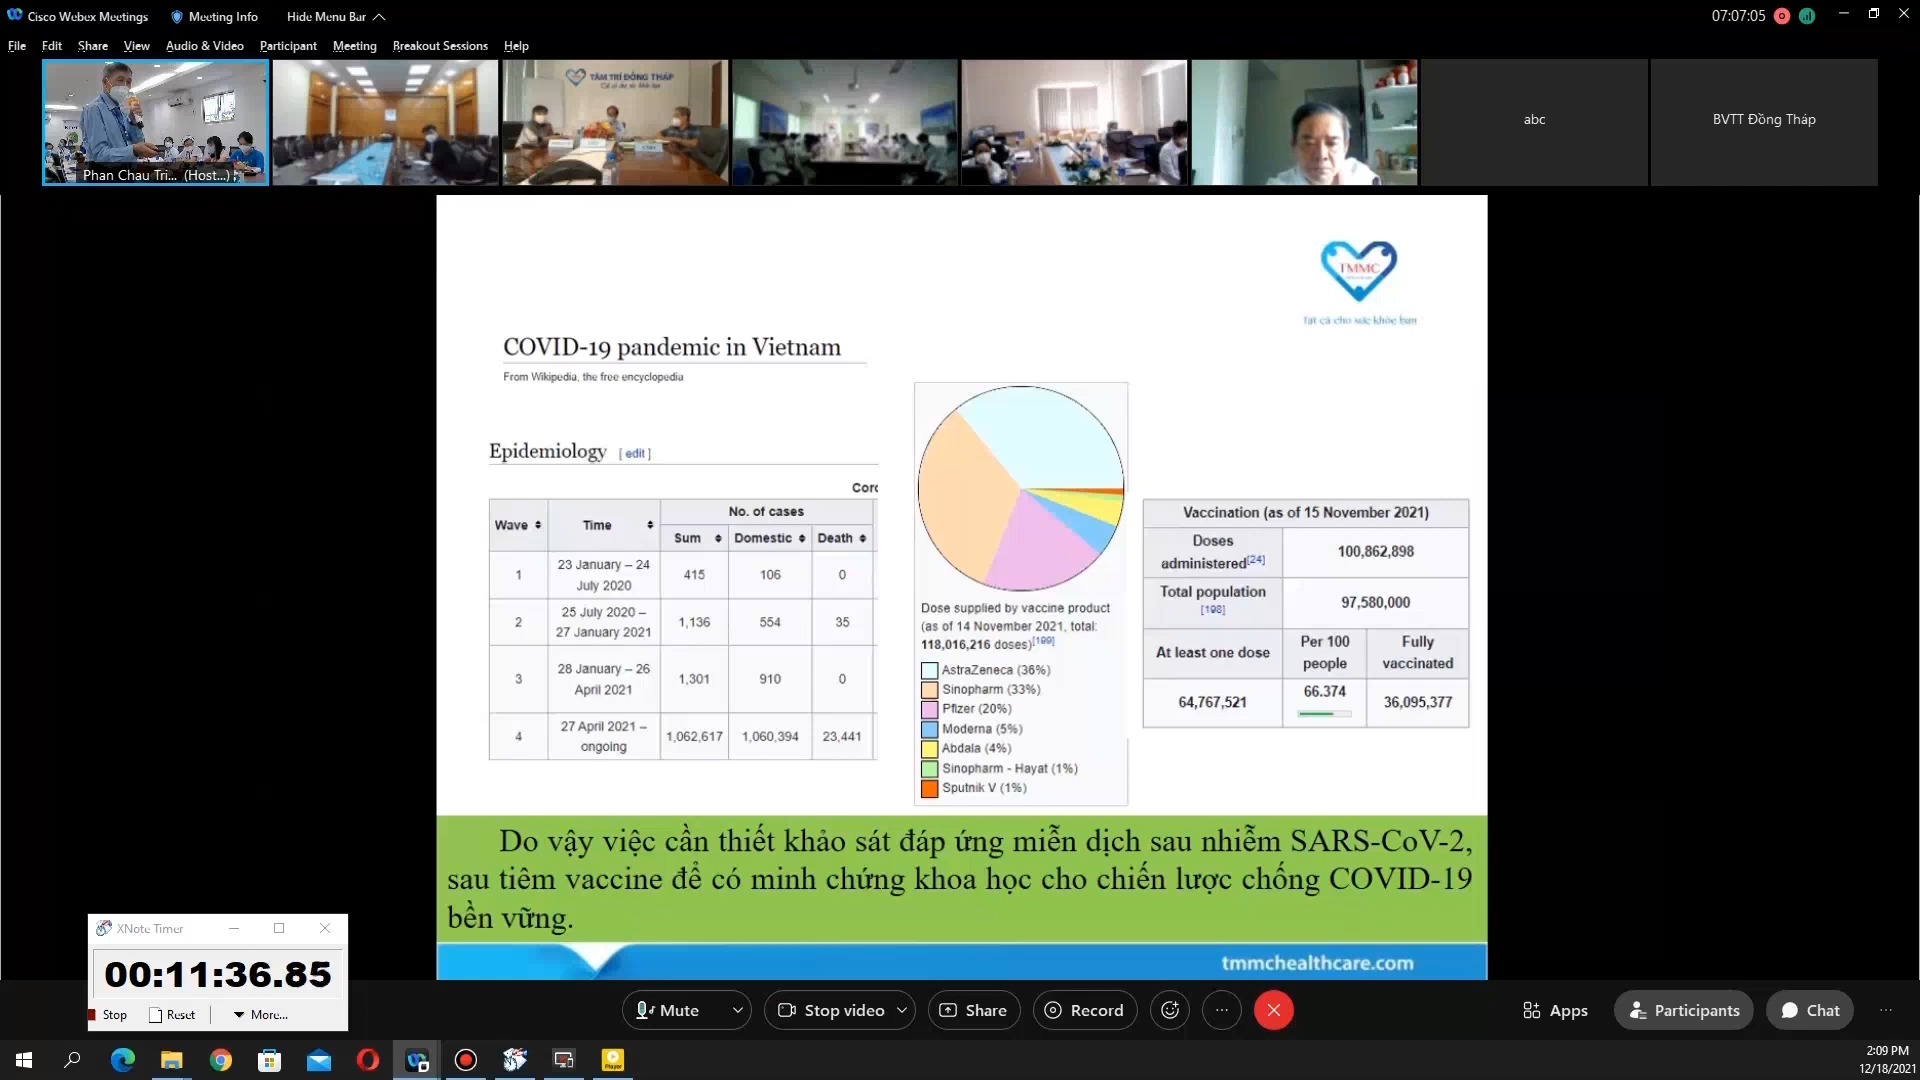 Cisco Webex Meetings
Meeting Info
Hide Menu Bar
07:07:05
File Edit Share View Audio & Video Participant Meeting Breakout Sessions Help
Phan Chau Tri... (Host...)
TÂM TRÍ ĐỒNG THÁP
abc
BVTT Đồng Tháp
TMMC
Tất cả cho sức khỏe bạn
COVID-19 pandemic in Vietnam
From Wikipedia, the free encyclopedia
Epidemiology [ edit ]
Wave Time No. of cases
Sum Domestic Death
1 23 January – 24 July 2020 415 106 0
2 25 July 2020 – 27 January 2021 1,136 554 35
3 28 January – 26 April 2021 1,301 910 0
4 27 April 2021 – ongoing 1,062,617 1,060,394 23,441
Dose supplied by vaccine product
(as of 14 November 2021, total:
118,016,216 doses)[199]
AstraZeneca (36%)
Sinopharm (33%)
Pfizer (20%)
Moderna (5%)
Abdala (4%)
Sinopharm - Hayat (1%)
Sputnik V (1%)
Vaccination (as of 15 November 2021)
Doses administered[24] 100,862,898
Total population [198] 97,580,000
At least one dose Per 100 people Fully vaccinated
64,767,521 66.374 36,095,377
Do vậy việc cần thiết khảo sát đáp ứng miễn dịch sau nhiễm SARS-CoV-2,
sau tiêm vaccine để có minh chứng khoa học cho chiến lược chống COVID-19
bền vững.
tmmchealthcare.com
XNote Timer
00:11:36.85
Stop Reset More...
Mute Stop video Share Record
Apps Participants Chat
Player
2:09 PM
12/18/2021